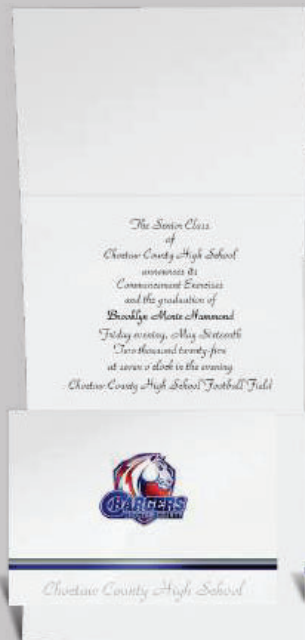 The Senior Class
of
Choctaw County High School
announces its
Commencement Exercises
and the graduation of
Brooklyn Monte Hammond
Friday evening, May Sixteenth
Two thousand twenty-five
at seven o'clock in the evening
Choctaw County High School Football Field
CHARGERS
Choctaw County High School